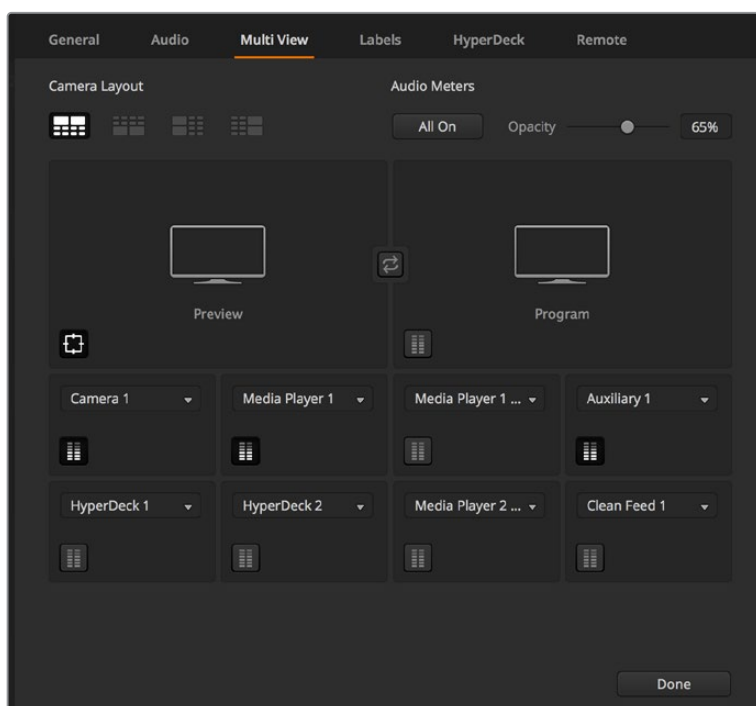 General Audio Multi View Labels HyperDeck Remote
Camera Layout Audio Meters
All On Opacity 65%
Preview Program
Camera 1 Media Player 1 Media Player 1 ... Auxiliary 1
HyperDeck 1 HyperDeck 2 Media Player 2 ... Clean Feed 1
Done